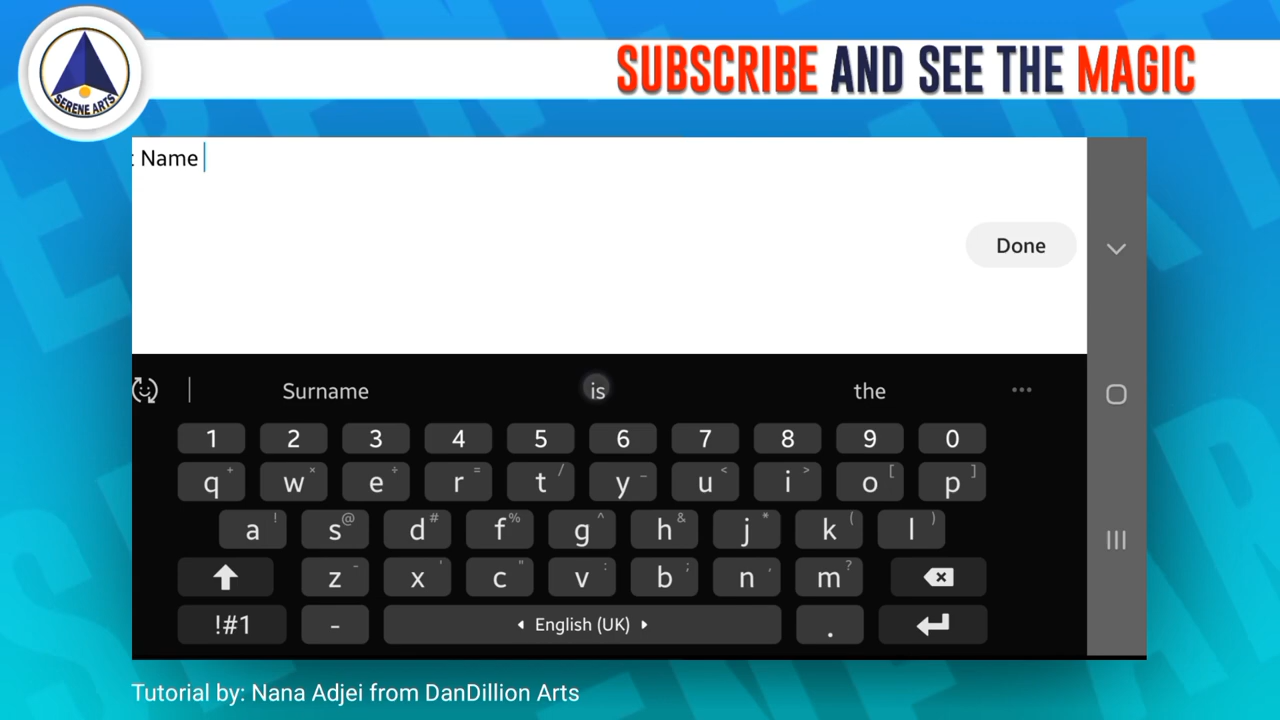 SUBSCRIBE AND SEE THE MAGIC
SERENE ARTS
: Name
Done
Surname is the ...
1 2 3 4 5 6 7 8 9 0
q + w × e ÷ r = t / y _ u < i > o [ p ]
a ! s @ d # f % g ^ h & j * k ( l )
z - x ' c " v : b ; n , m ?
!#1 - English (UK) .
Tutorial by: Nana Adjei from DanDillion Arts